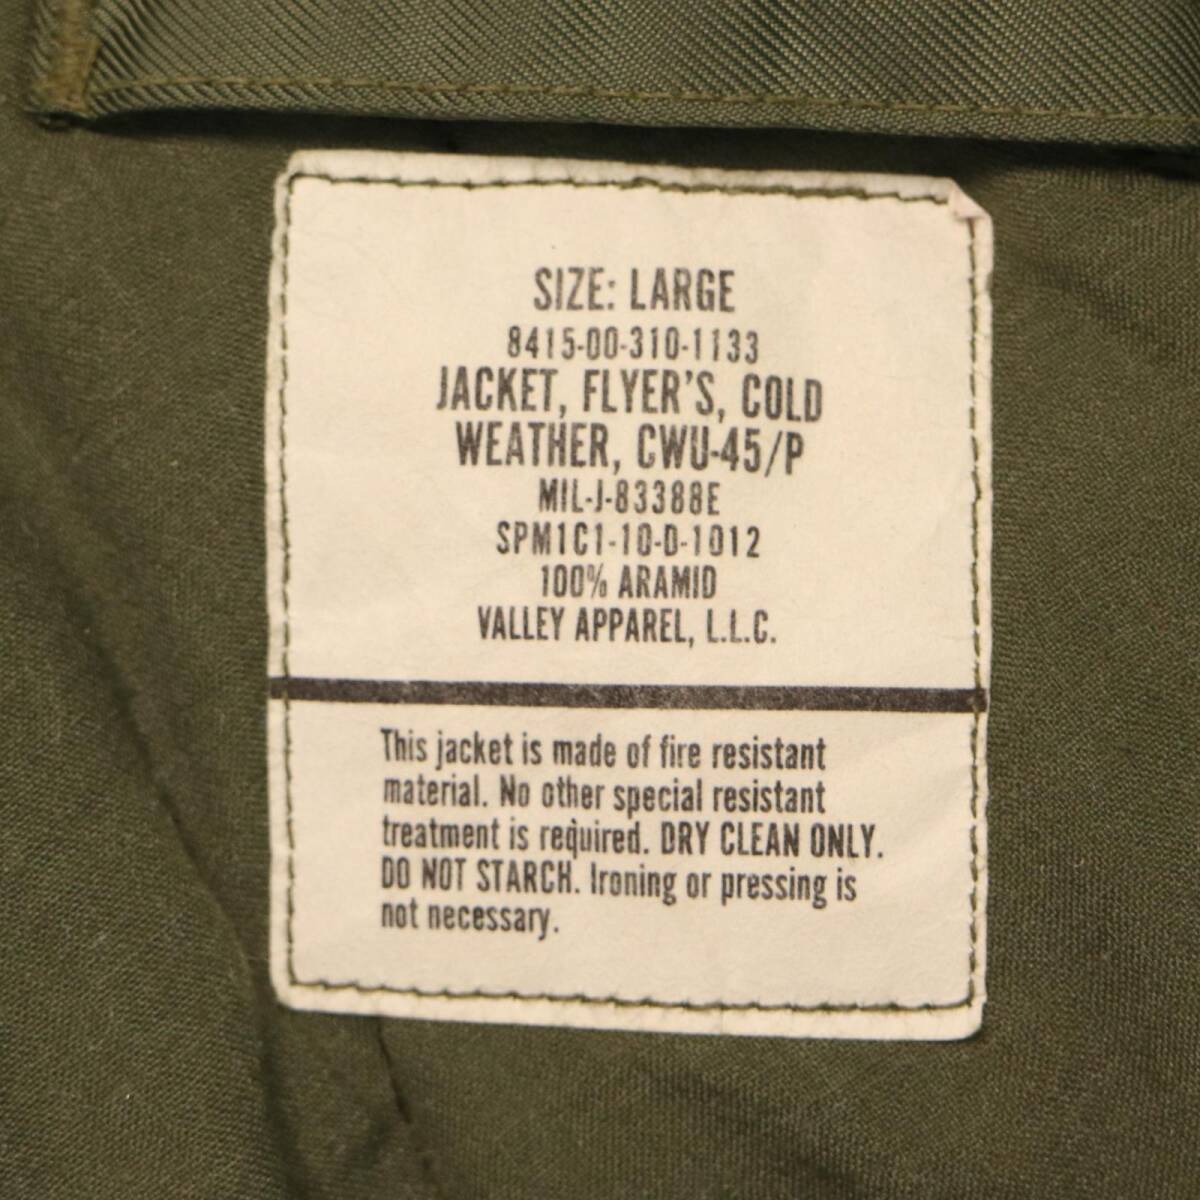 SIZE: LARGE
8415-00-310-1133
JACKET, FLYER'S, COLD
WEATHER, CWU-45/P
MIL-J-83388E
SPM1C1-10-D-1012
100% ARAMID
VALLEY APPAREL, L.L.C.
This jacket is made of fire resistant
material. No other special resistant
treatment is required. DRY CLEAN ONLY.
DO NOT STARCH. Ironing or pressing is
not necessary.